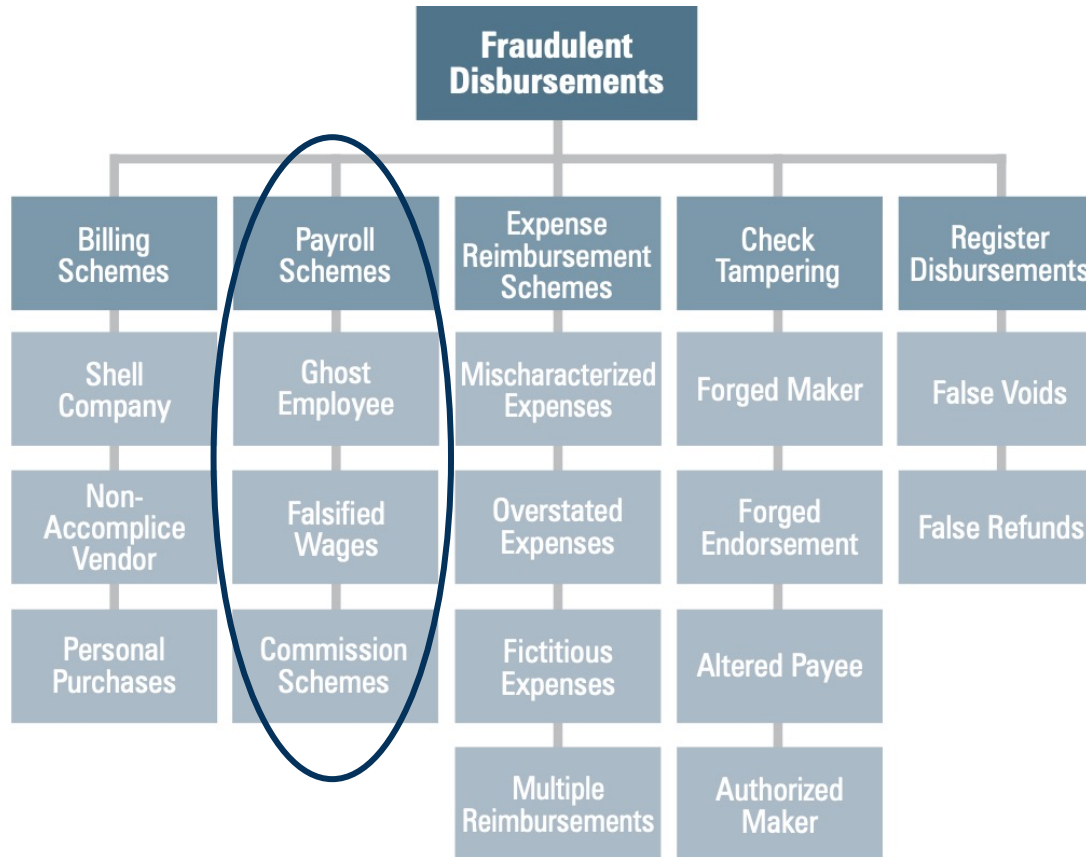 Fraudulent
Disbursements
Billing
Schemes
Payroll
Schemes
Expense
Reimbursement
Schemes
Check
Tampering
Register
Disbursements
Shell
Company
Ghost
Employee
Mischaracterized
Expenses
Forged Maker
False Voids
Non-
Accomplice
Vendor
Falsified
Wages
Overstated
Expenses
Forged
Endorsement
False Refunds
Personal
Purchases
Commission
Schemes
Fictitious
Expenses
Altered Payee
Multiple
Reimbursements
Authorized
Maker